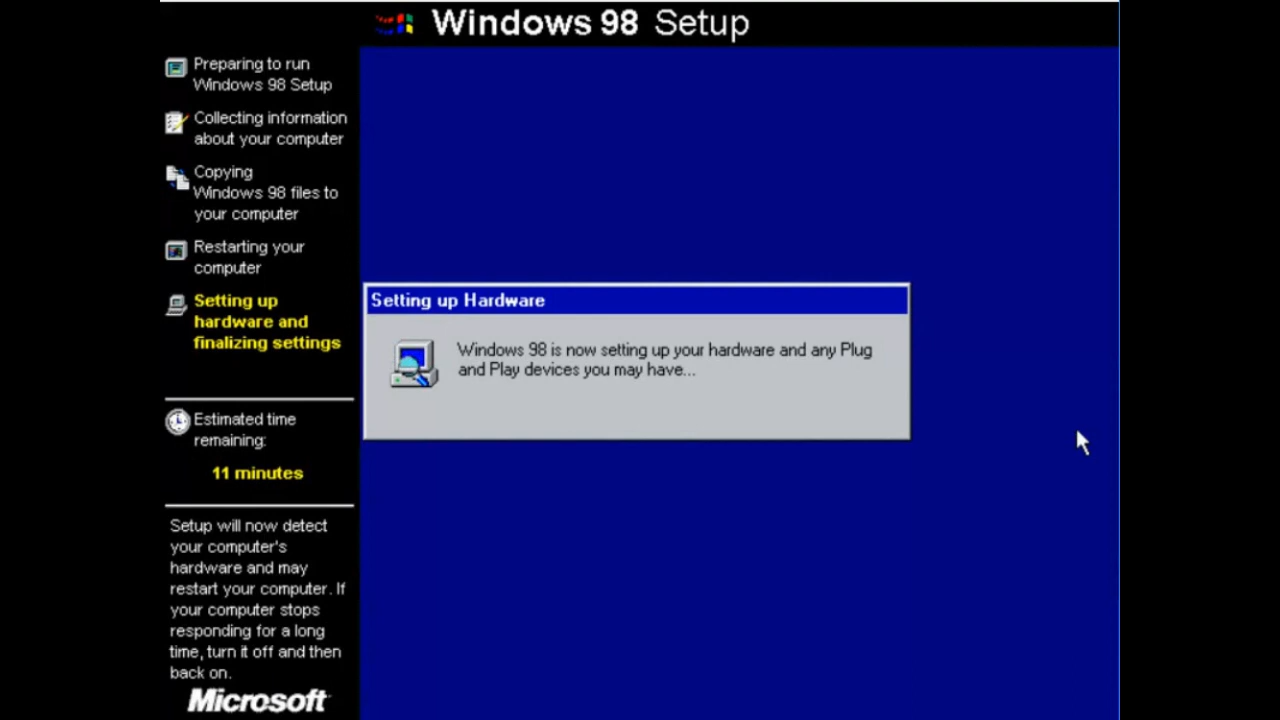 Windows 98 Setup
Preparing to run
Windows 98 Setup
Collecting information
about your computer
Copying
Windows 98 files to
your computer
Restarting your
computer
Setting up
hardware and
finalizing settings
Estimated time
remaining:
11 minutes
Setup will now detect
your computer's
hardware and may
restart your computer. If
your computer stops
responding for a long
time, turn it off and then
back on.
Microsoft
Setting up Hardware
Windows 98 is now setting up your hardware and any Plug
and Play devices you may have...